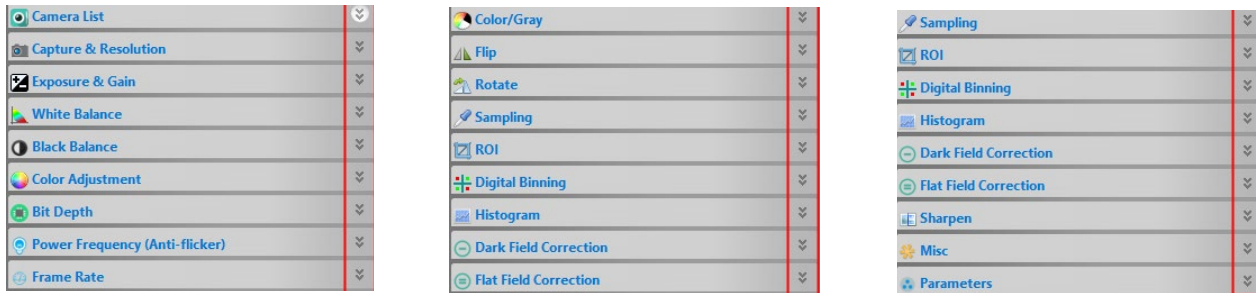 Camera List
Capture & Resolution
Exposure & Gain
White Balance
Black Balance
Color Adjustment
Bit Depth
Power Frequency (Anti-flicker)
Frame Rate
Color/Gray
Flip
Rotate
Sampling
ROI
Digital Binning
Histogram
Dark Field Correction
Flat Field Correction
Sampling
ROI
Digital Binning
Histogram
Dark Field Correction
Flat Field Correction
Sharpen
Misc
Parameters